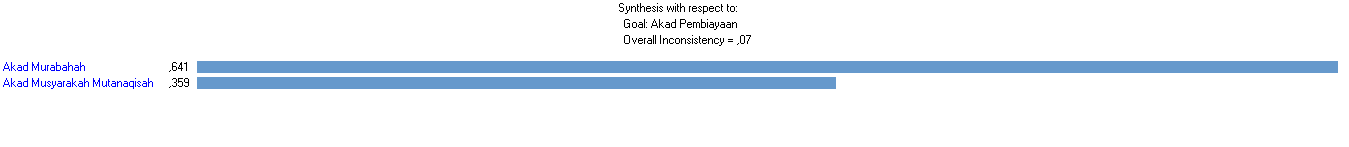 Synthesis with respect to:
Goal: Akad Pembiayaan
Overall Inconsistency = ,07
Akad Murabahah ,641
Akad Musyarakah Mutanaqisah ,359